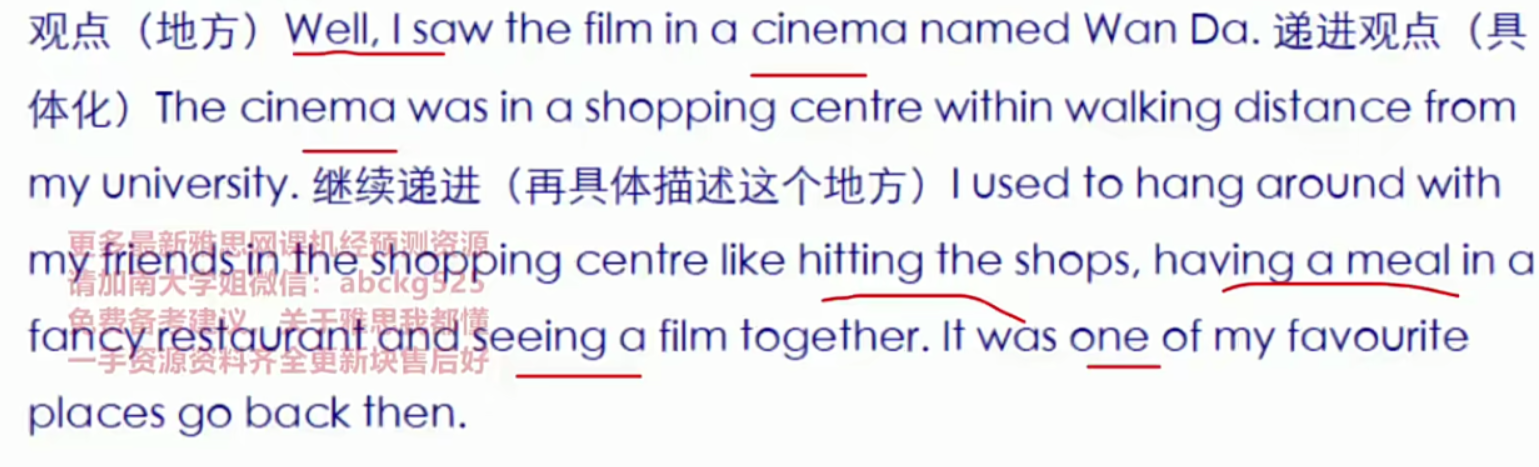 观点（地方）Well, I saw the film in a cinema named Wan Da. 递进观点（具
体化）The cinema was in a shopping centre within walking distance from
my university. 继续递进（再具体描述这个地方）I used to hang around with
更多最新雅思网课机经预测资源
my friends in the shopping centre like hitting the shops, having a meal in a
请加南大学姐微信：abckg525
免费备考建议，关于雅思我都懂
fancy restaurant and seeing a film together. It was one of my favourite
一手资源资料齐全更新块售后好
places go back then.